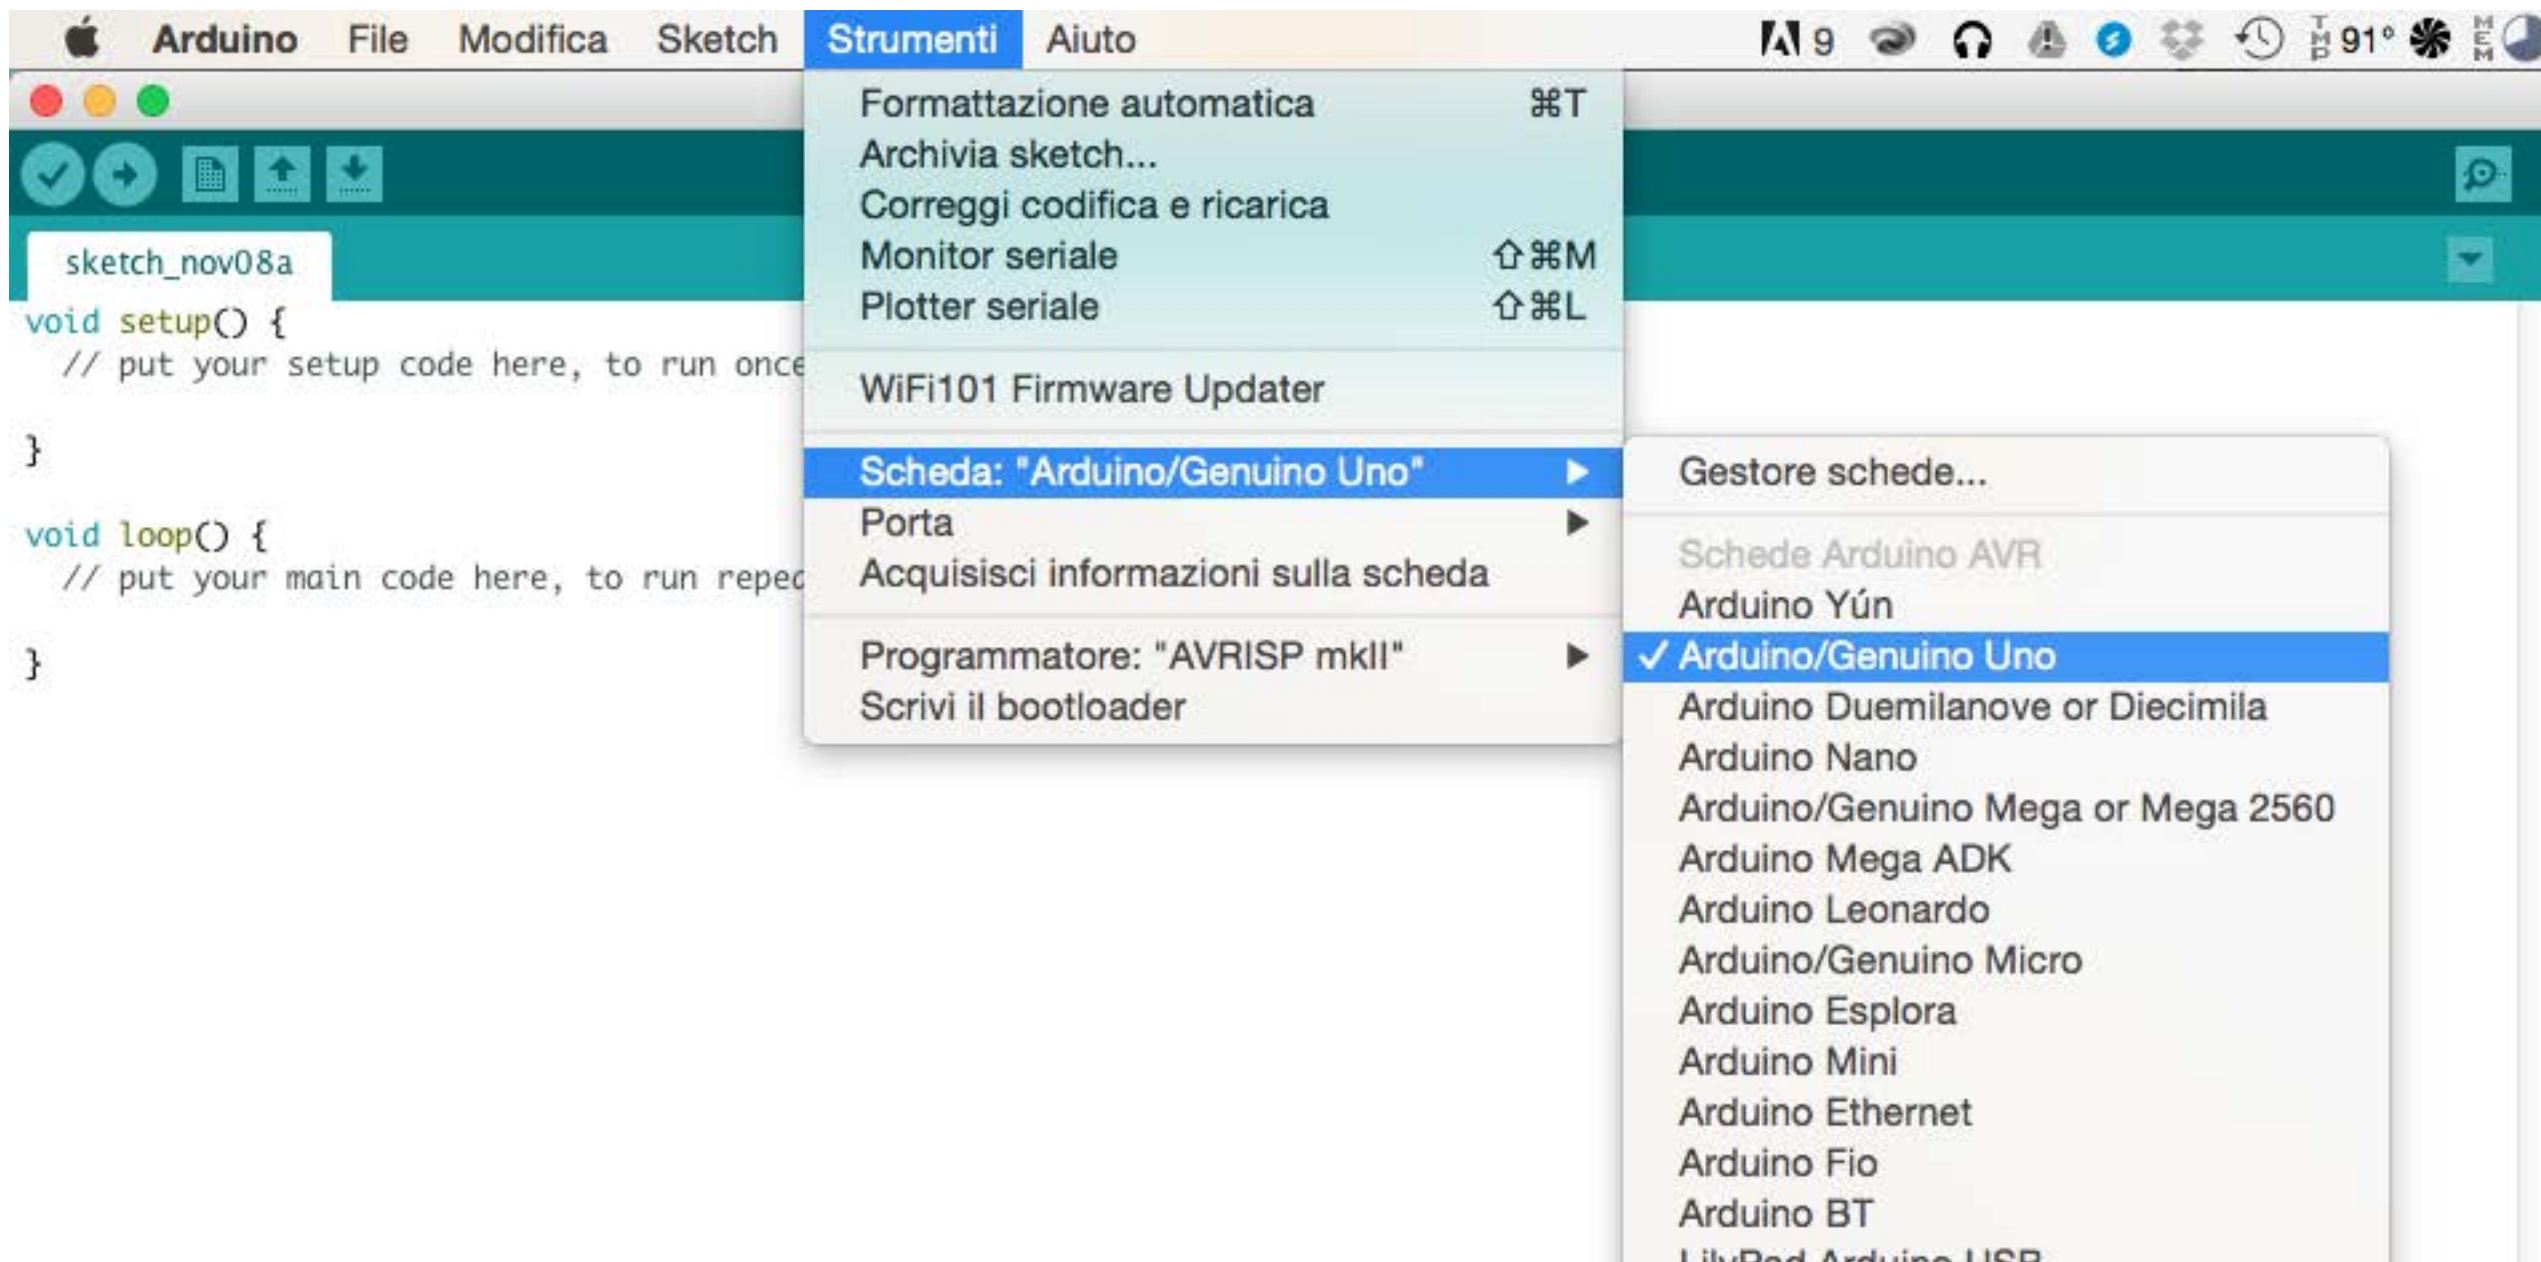 Arduino File Modifica Sketch Strumenti Aiuto 9 TMP 91° MEM
Formattazione automatica ⌘T
Archivia sketch...
Correggi codifica e ricarica
Monitor seriale ⇧⌘M
Plotter seriale ⇧⌘L
WiFi101 Firmware Updater
Scheda: "Arduino/Genuino Uno"
Porta
Acquisisci informazioni sulla scheda
Programmatore: "AVRISP mkII"
Scrivi il bootloader
Gestore schede...
Schede Arduino AVR
Arduino Yún
✓ Arduino/Genuino Uno
Arduino Duemilanove or Diecimila
Arduino Nano
Arduino/Genuino Mega or Mega 2560
Arduino Mega ADK
Arduino Leonardo
Arduino/Genuino Micro
Arduino Esplora
Arduino Mini
Arduino Ethernet
Arduino Fio
Arduino BT
LilyPad Arduino USB
sketch_nov08a
void setup() {
// put your setup code here, to run once
}
void loop() {
// put your main code here, to run
}